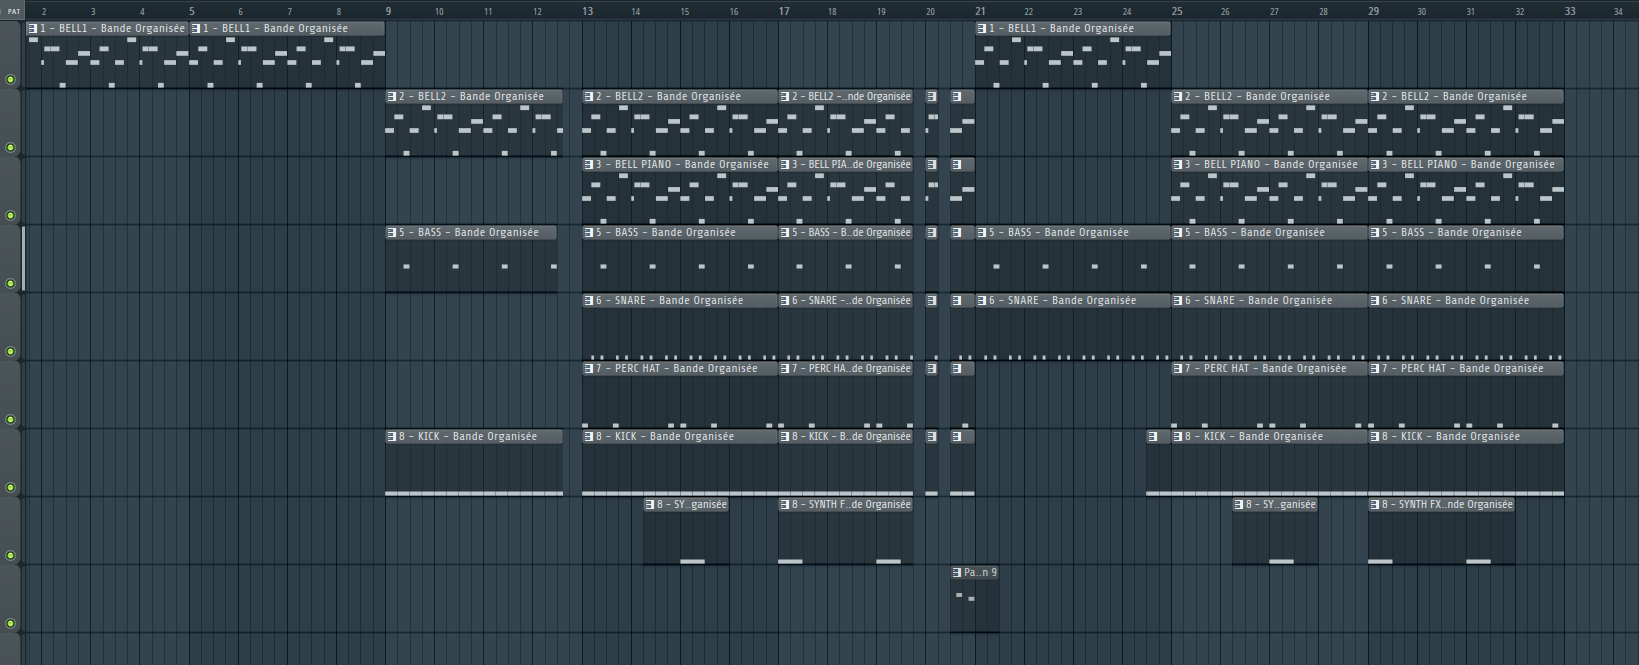 PAT 2 3 4 5 6 7 8 9 10 11 12 13 14 15 16 17 18 19 20 21 22 23 24 25 26 27 28 29 30 31 32 33 34
1 - BELL1 - Bande Organisée 1 - BELL1 - Bande Organisée 1 - BELL1 - Bande Organisée
2 - BELL2 - Bande Organisée 2 - BELL2 - Bande Organisée 2 - BELL2 -..nde Organisée 2 - BELL2 - Bande Organisée 2 - BELL2 - Bande Organisée
3 - BELL PIANO - Bande Organisée 3 - BELL PIA..de Organisée 3 - BELL PIANO - Bande Organisée 3 - BELL PIANO - Bande Organisée
5 - BASS - Bande Organisée 5 - BASS - Bande Organisée 5 - BASS - B..de Organisée 5 - BASS - Bande Organisée 5 - BASS - Bande Organisée 5 - BASS - Bande Organisée
6 - SNARE - Bande Organisée 6 - SNARE -..de Organisée 6 - SNARE - Bande Organisée 6 - SNARE - Bande Organisée 6 - SNARE - Bande Organisée
7 - PERC HAT - Bande Organisée 7 - PERC HA..de Organisée 7 - PERC HAT - Bande Organisée 7 - PERC HAT - Bande Organisée
8 - KICK - Bande Organisée 8 - KICK - Bande Organisée 8 - KICK - B..de Organisée 8 - KICK - Bande Organisée 8 - KICK - Bande Organisée
8 - SY..ganisée 8 - SYNTH F..de Organisée 8 - SY..ganisée 8 - SYNTH FX..nde Organisée
Pa..n 9